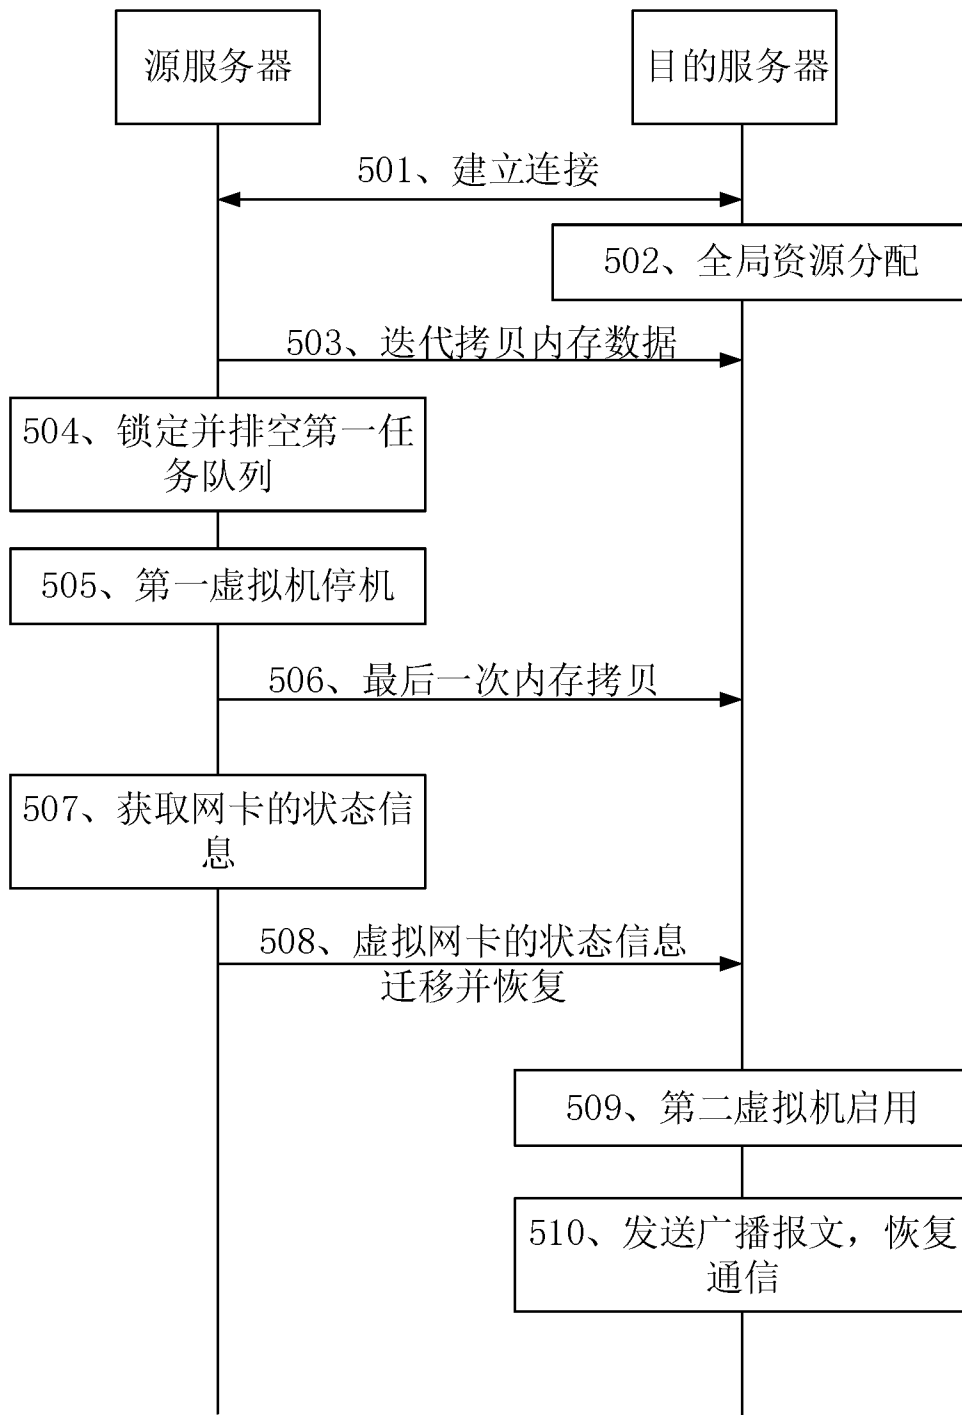 源服务器
目的服务器
501、建立连接
502、全局资源分配
503、迭代拷贝内存数据
504、锁定并排空第一任
务队列
505、第一虚拟机停机
506、最后一次内存拷贝
507、获取网卡的状态信
息
508、虚拟网卡的状态信息
迁移并恢复
509、第二虚拟机启用
510、发送广播报文，恢复
通信